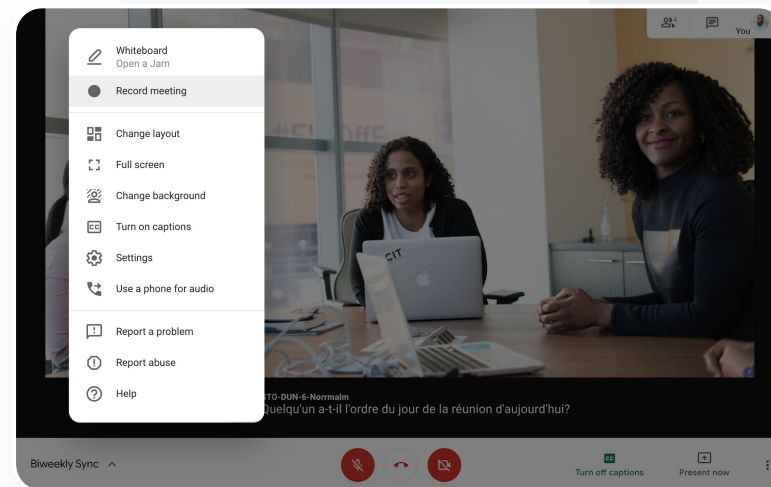 You
Whiteboard
Open a Jam
Record meeting
Change layout
Full screen
Change background
Turn on captions
Settings
Use a phone for audio
Report a problem
Report abuse
Help
CIT
STO-DUN-6-Norrmalm
Quelqu'un a-t-il l'ordre du jour de la réunion d'aujourd'hui?
Biweekly Sync
Turn off captions
Present now